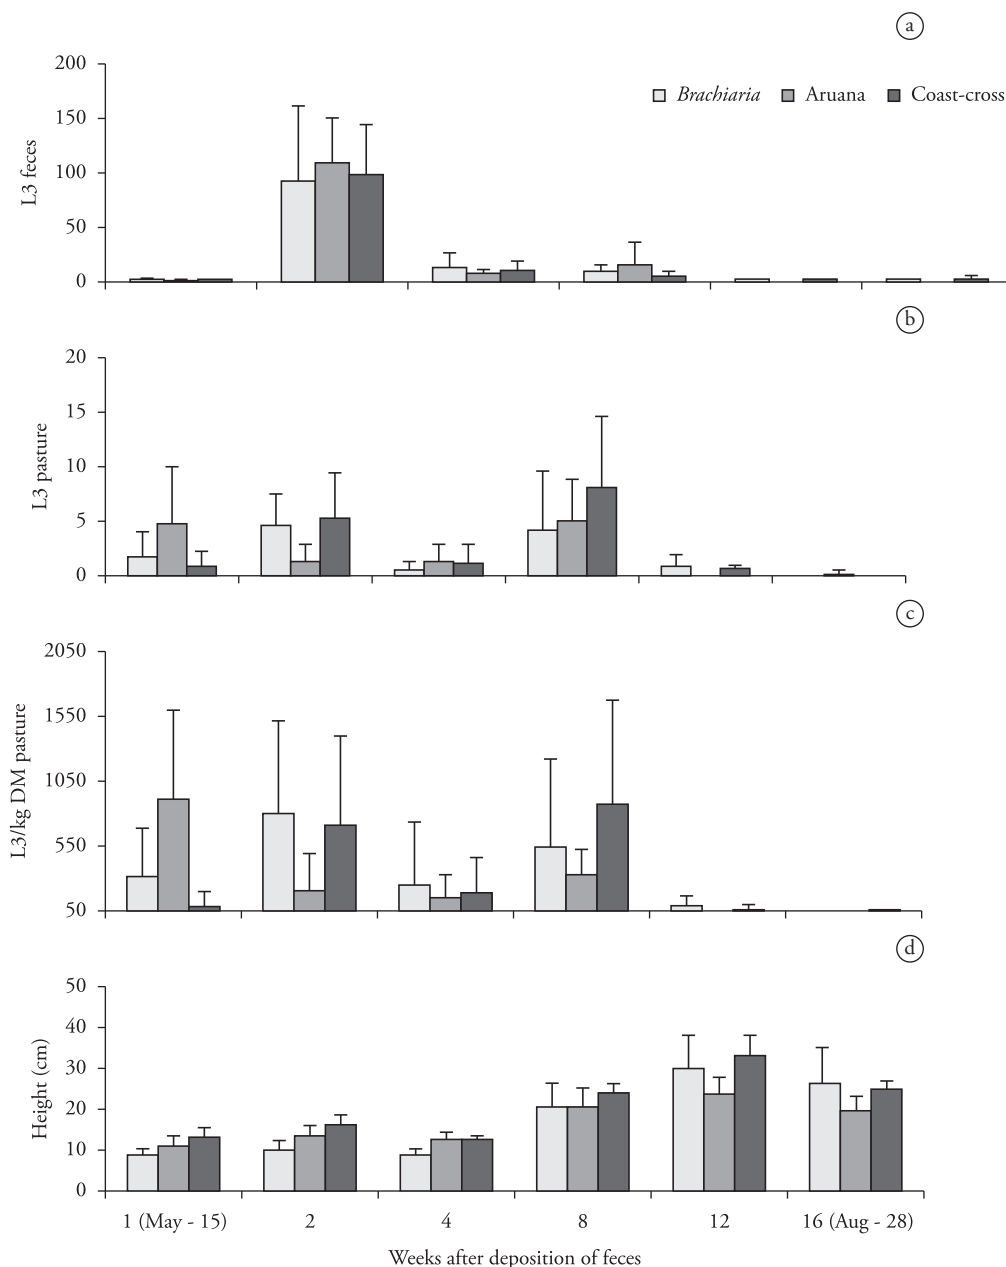 a
200
150
100
50
0
L3 feces
Brachiaria Aruana Coast-cross
b
20
15
10
5
0
L3 pasture
c
2050
1550
1050
550
50
L3/kg DM pasture
d
50
40
30
20
10
0
Height (cm)
1 (May - 15) 2 4 8 12 16 (Aug - 28)
Weeks after deposition of feces